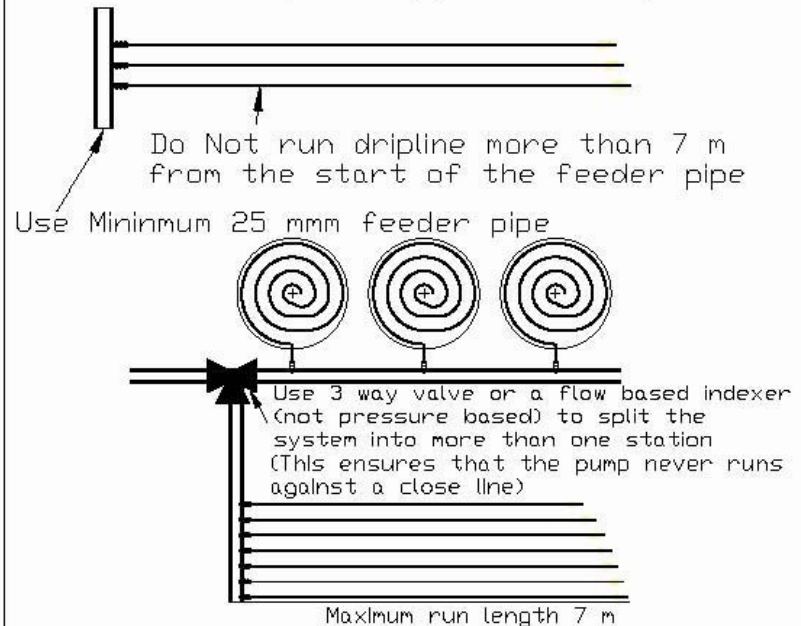 Do Not run dripline more than 7 m
from the start of the feeder pipe
Use Mininmum 25 mmm feeder pipe
Use 3 way valve or a flow based indexer
(not pressure based) to split the
system into more than one station
(This ensures that the pump never runs
against a close line)
Maximum run length 7 m